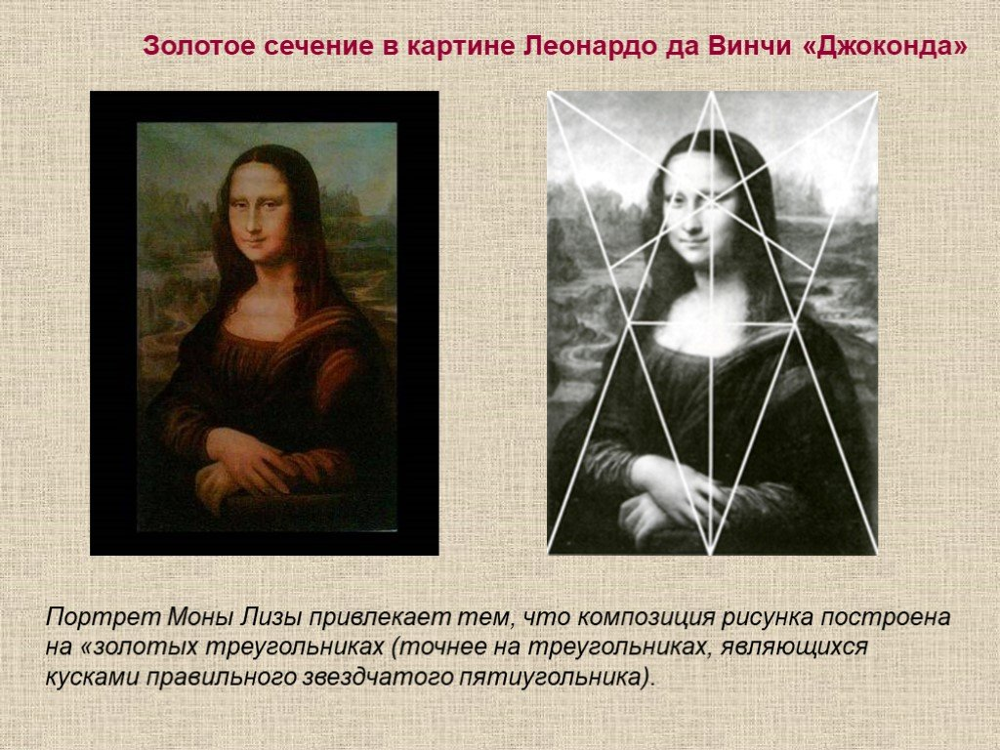 Золотое сечение в картине Леонардо да Винчи «Джоконда»
Портрет Моны Лизы привлекает тем, что композиция рисунка построена
на «золотых треугольниках (точнее на треугольниках, являющихся
кусками правильного звездчатого пятиугольника).